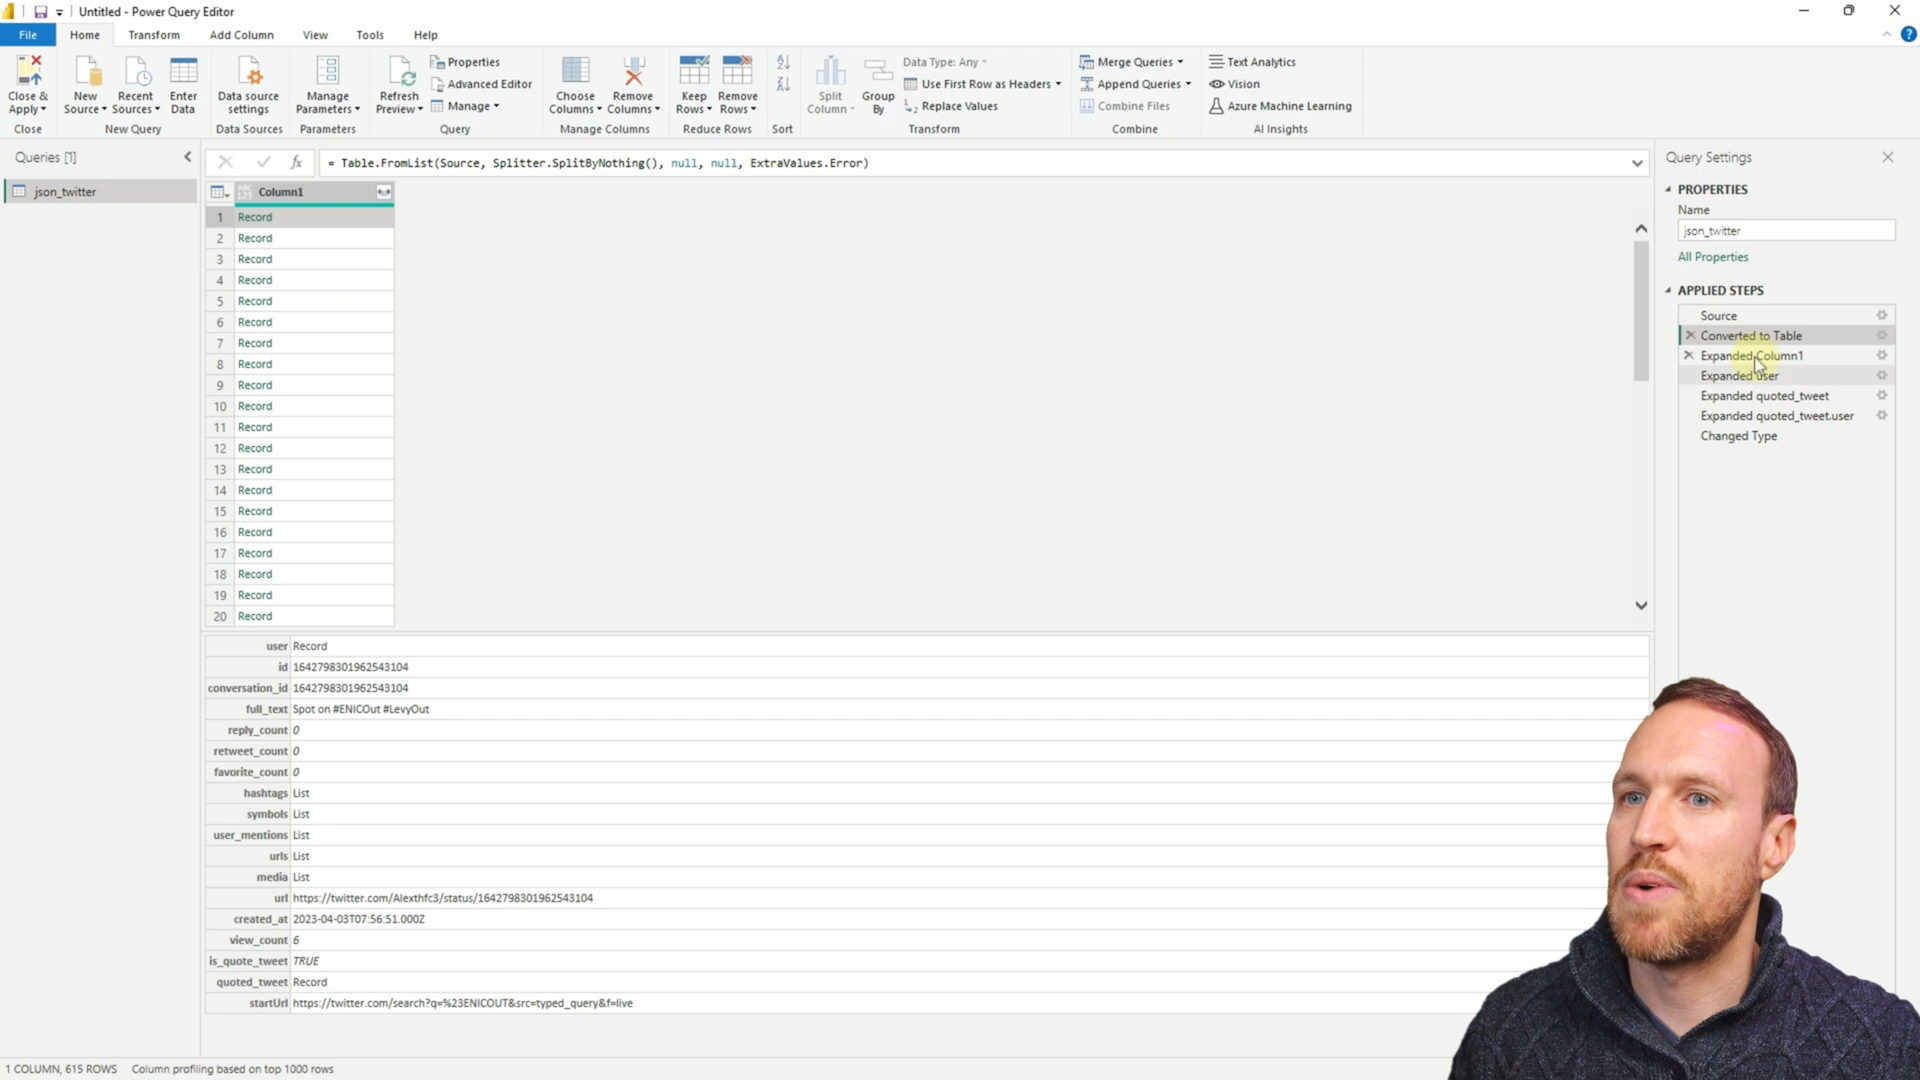 Untitled - Power Query Editor
File Home Transform Add Column View Tools Help
Close & Apply
New Source
Recent Sources
Enter Data
Data source settings
Manage Parameters
Refresh Preview
Properties
Advanced Editor
Manage
Choose Columns
Remove Columns
Keep Rows
Remove Rows
Split Column
Group By
Data Type: Any
Use First Row as Headers
Replace Values
Merge Queries
Append Queries
Combine Files
Text Analytics
Vision
Azure Machine Learning
Close New Query Data Sources Parameters Query Manage Columns Reduce Rows Sort Transform Combine AI Insights
Queries [1]
json_twitter
fx = Table.FromList(Source, Splitter.SplitByNothing(), null, null, ExtraValues.Error)
ABC 123 Column1
1 Record
2 Record
3 Record
4 Record
5 Record
6 Record
7 Record
8 Record
9 Record
10 Record
11 Record
12 Record
13 Record
14 Record
15 Record
16 Record
17 Record
18 Record
19 Record
20 Record
user Record
id 1642798301962543104
conversation_id 1642798301962543104
full_text Spot on #ENICOut #LevyOut
reply_count 0
retweet_count 0
favorite_count 0
hashtags List
symbols List
user_mentions List
urls List
media List
url https://twitter.com/Alexthfc3/status/1642798301962543104
created_at 2023-04-03T07:56:51.000Z
view_count 6
is_quote_tweet TRUE
quoted_tweet Record
startUrl https://twitter.com/search?q=%23ENICOUT&src=typed_query&f=live
Query Settings
PROPERTIES
Name
json_twitter
All Properties
APPLIED STEPS
Source
Converted to Table
Expanded Column1
Expanded user
Expanded quoted_tweet
Expanded quoted_tweet.user
Changed Type
1 COLUMN, 615 ROWS Column profiling based on top 1000 rows